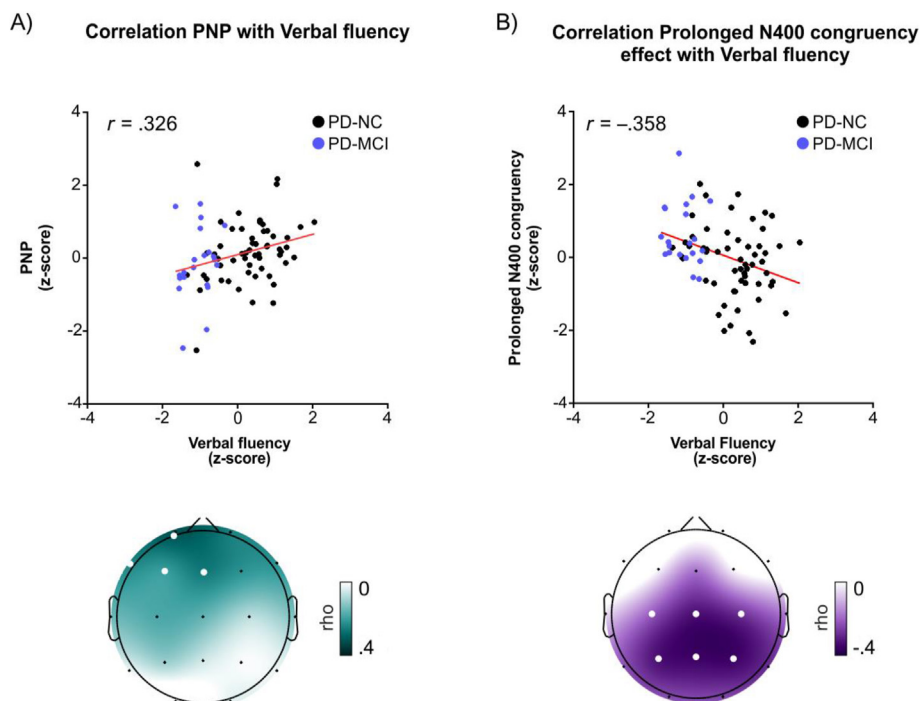 A)
Correlation PNP with Verbal fluency
r = .326
PD-NC
PD-MCI
4
2
0
-2
-4
PNP
(z-score)
-4
-2
0
2
4
Verbal fluency
(z-score)
0
.4
rho
B)
Correlation Prolonged N400 congruency
effect with Verbal fluency
r = –.358
PD-NC
PD-MCI
4
2
0
-2
-4
Prolonged N400 congruency
(z-score)
-4
-2
0
2
4
Verbal Fluency
(z-score)
0
-.4
rho